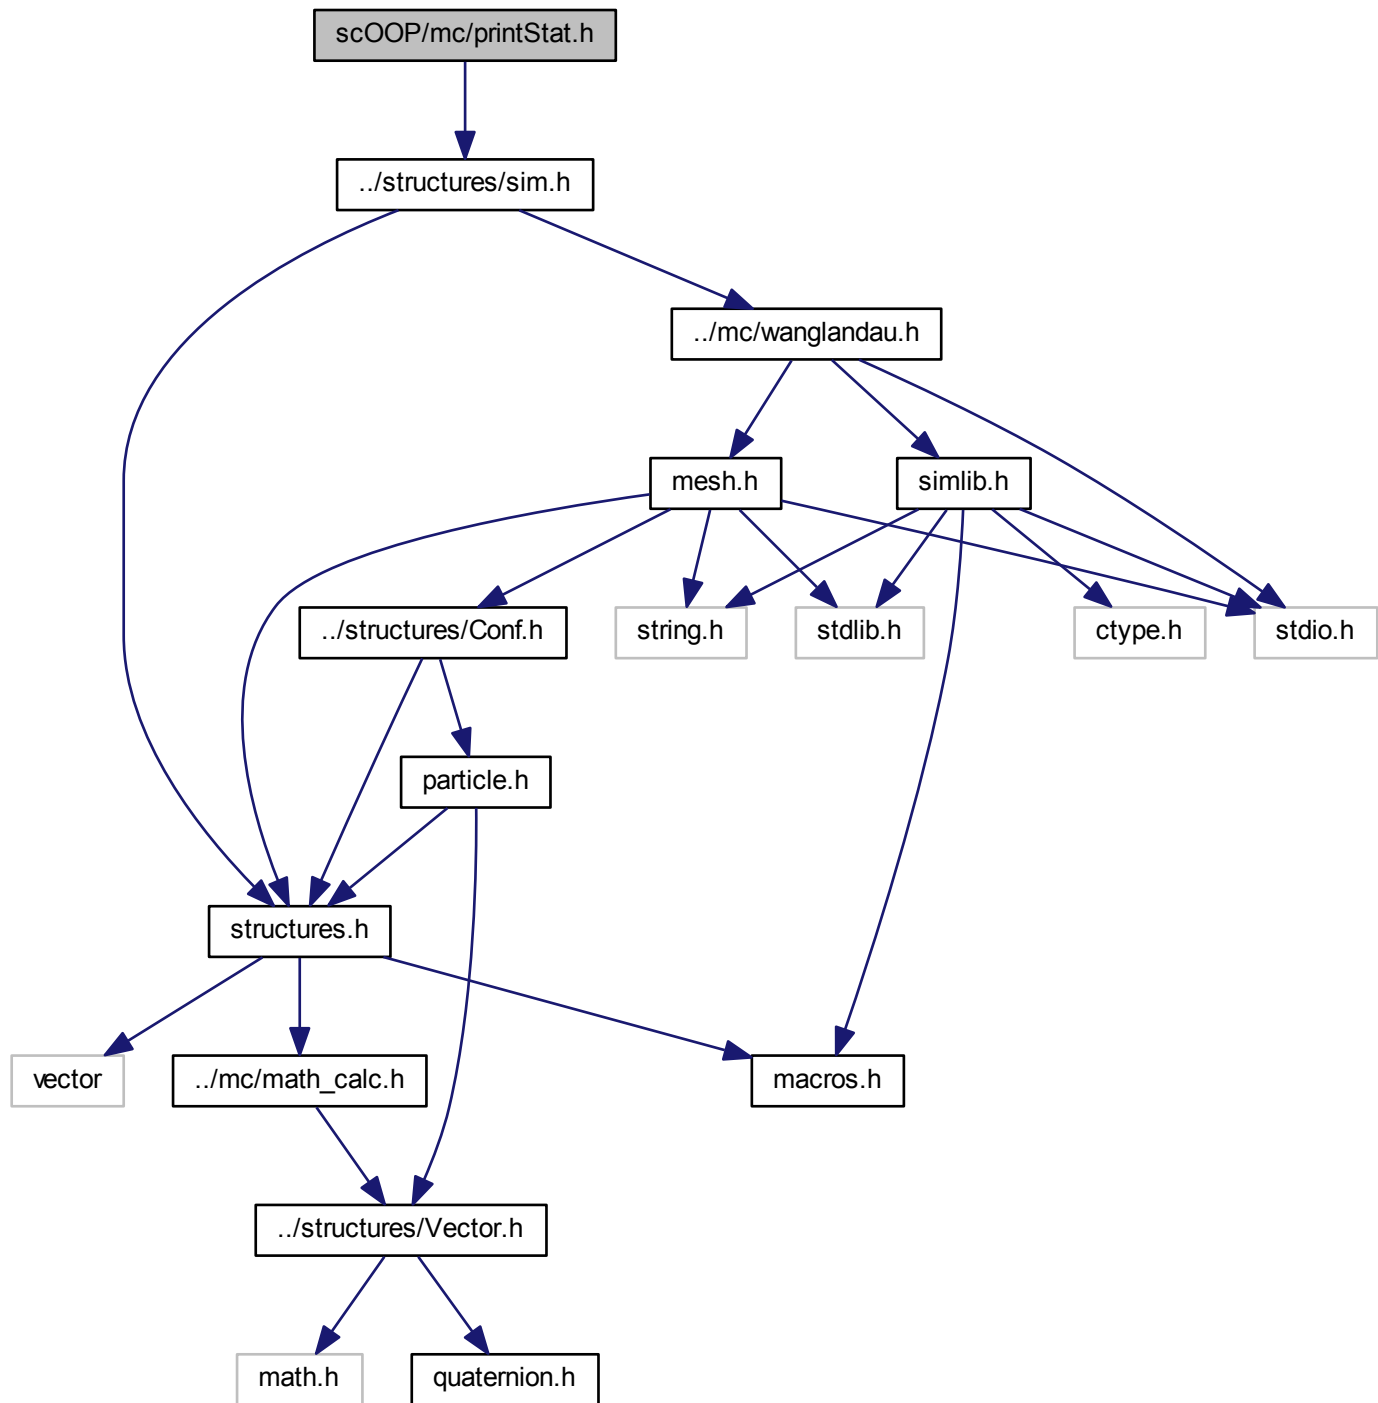 scOOP/mc/printStat.h
../structures/sim.h
../mc/wanglandau.h
mesh.h
simlib.h
../structures/Conf.h
string.h
stdlib.h
ctype.h
stdio.h
particle.h
structures.h
vector
../mc/math_calc.h
macros.h
../structures/Vector.h
math.h
quaternion.h